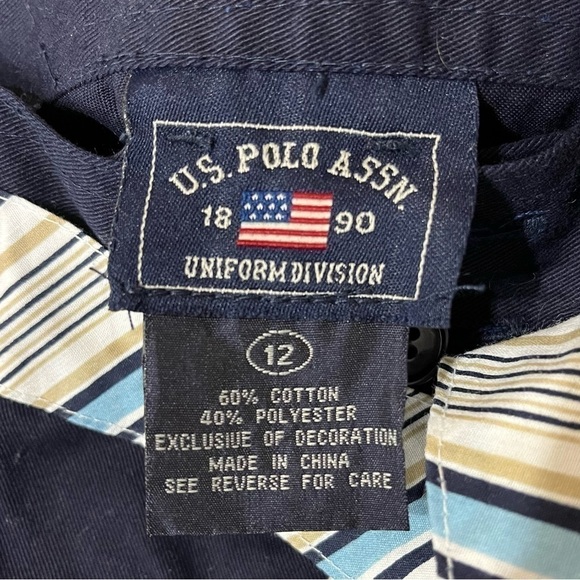 U.S. POLO ASSN.
18 90
UNIFORM DIVISION
12
60% COTTON
40% POLYESTER
EXCLUSIVE OF DECORATION
MADE IN CHINA
SEE REVERSE FOR CARE